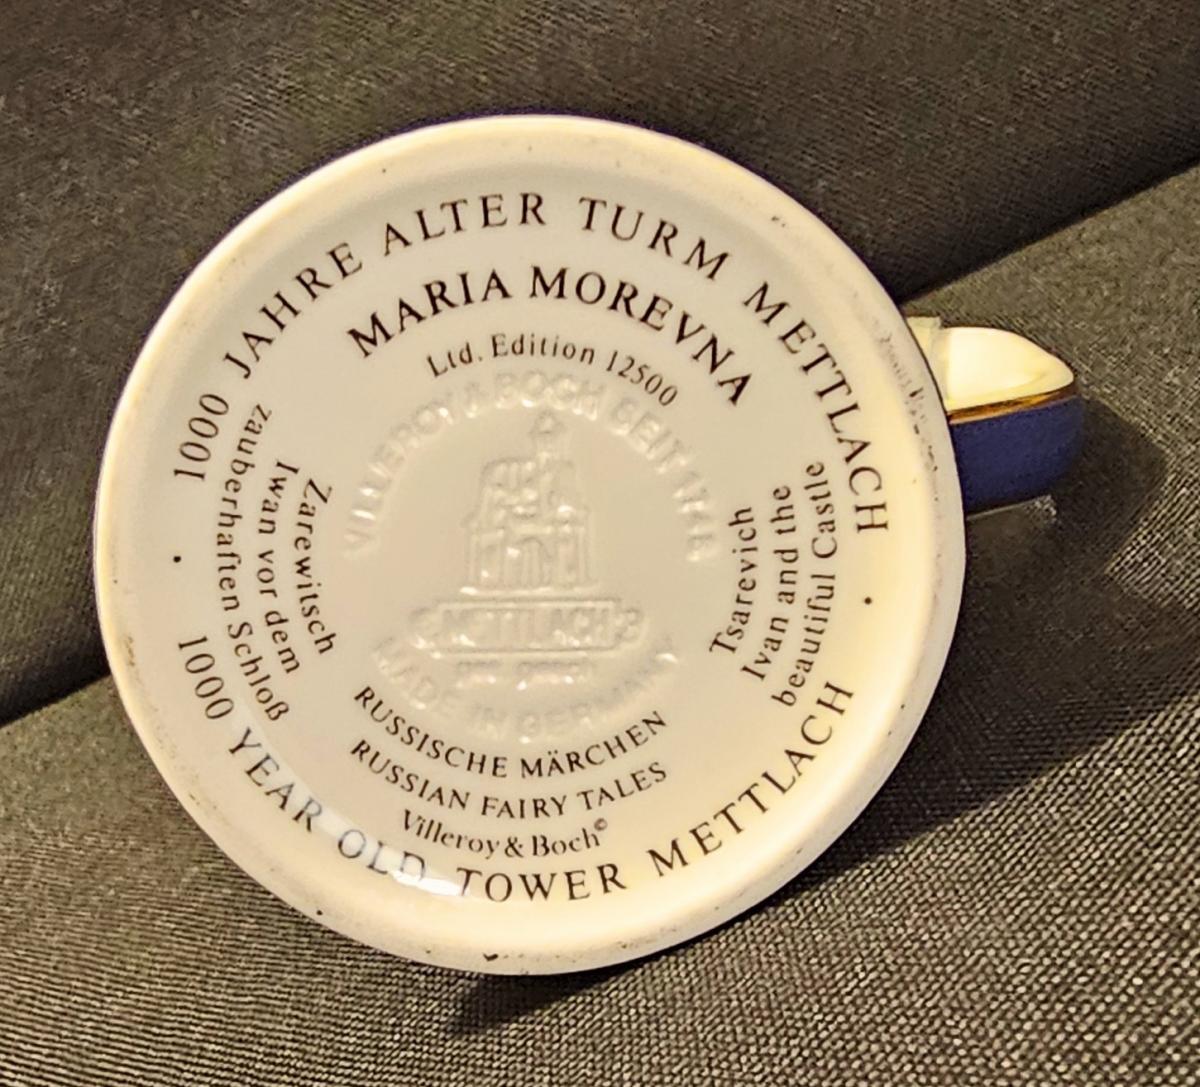 1000 JAHRE ALTER TURM METTLACH
MARIA MOREVNA
Ltd. Edition 12500
VILLEROY & BOCH SEIT 1748
Zarewitsch
Iwan vor dem
zauberhaften Schloß
Tsarevich
Ivan and the
beautiful Castle
METTLACH
MADE IN GERMANY
RUSSISCHE MÄRCHEN
RUSSIAN FAIRY TALES
Villeroy & Boch©
1000 YEAR OLD TOWER METTLACH